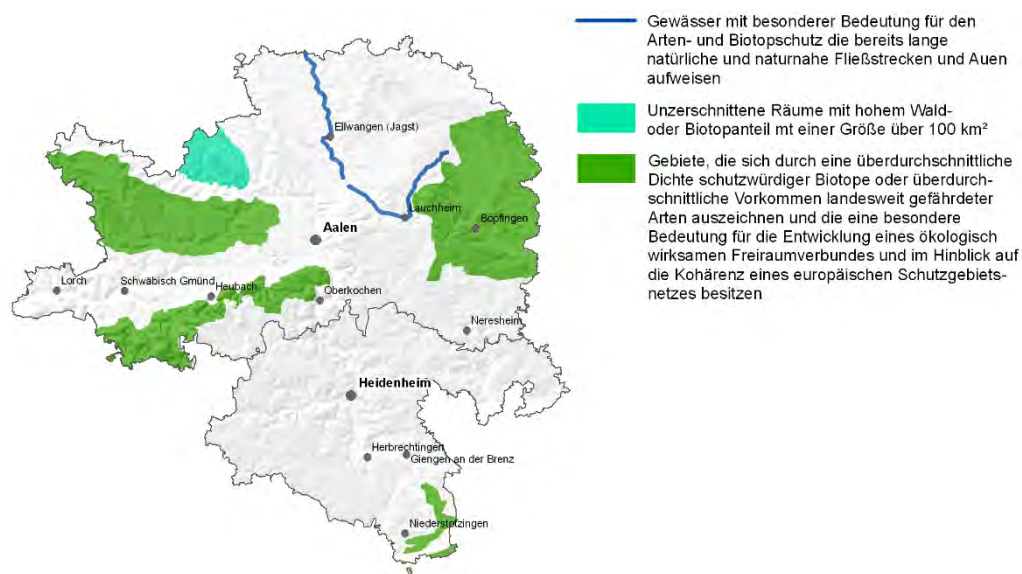 Gewässer mit besonderer Bedeutung für den
Arten- und Biotopschutz die bereits lange
natürliche und naturnahe Fließstrecken und Auen
aufweisen
Unzerschnittene Räume mit hohem Wald-
oder Biotopanteil mt einer Größe über 100 km²
Gebiete, die sich durch eine überdurchschnittliche
Dichte schutzwürdiger Biotope oder überdurch-
schnittliche Vorkommen landesweit gefährdeter
Arten auszeichnen und die eine besondere
Bedeutung für die Entwicklung eines ökologisch
wirksamen Freiraumverbundes und im Hinblick auf
die Kohärenz eines europäischen Schutzgebiets-
netzes besitzen
Ellwangen (Jagst)
Lauchheim
Bopfingen
Aalen
Lorch
Schwäbisch Gmünd
Heubach
Oberkochen
Neresheim
Heidenheim
Herbrechtingen
Giengen an der Brenz
Niederstotzingen